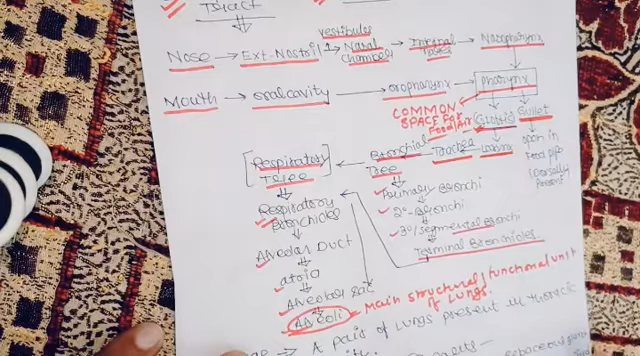 Tract
Nose → Ext. Nostril → vestibules Nasal chambers → Internal nares → Nasopharynx
Mouth → oral cavity → oropharynx → pharynx
COMMON SPACE FOR Food/Air
Glottis Gullet
[Respiratory Tree] ← Bronchial Tree ← Trachea ← Larynx
open in Food pipe
(Dorsally Present)
Respiratory Bronchioles
Primary Bronchi
2°-Bronchi
3°/segmental Bronchi
Terminal Bronchioles
Alveolar Duct
atria
Alveolar sac
Alveoli → Main structural/functional unit of Lungs.
⇒ A pair of Lungs present in thoracic